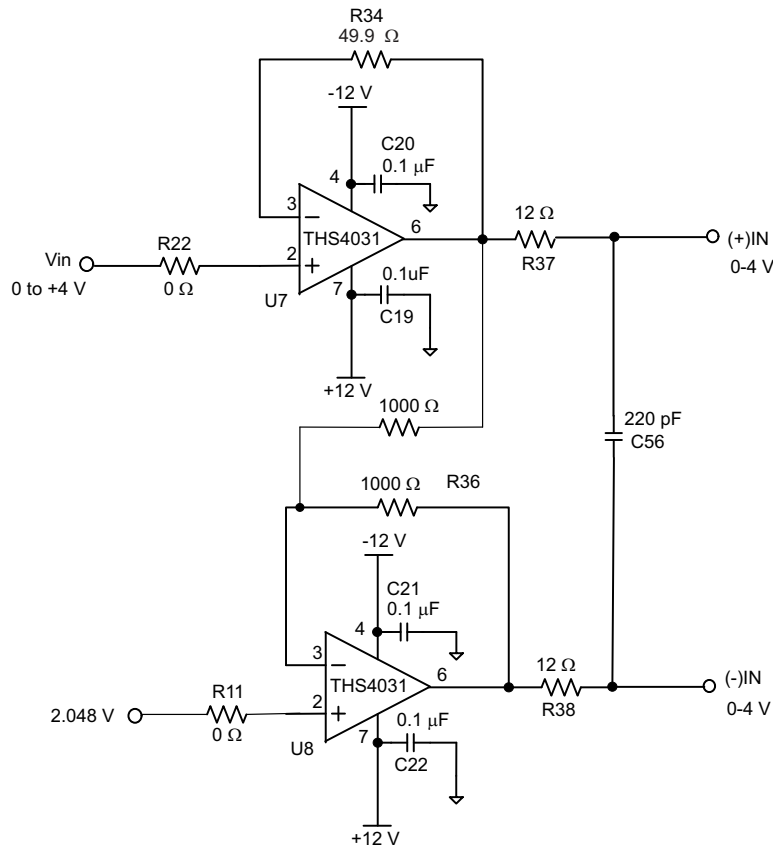 R34
49.9 Ω
-12 V
C20
0.1 μF
4
3
THS4031
6
R22
Vin
2
0 to +4 V
0 Ω
U7
7
0.1uF
C19
+12 V
12 Ω
R37
(+)IN
0-4 V
1000 Ω
220 pF
C56
1000 Ω
R36
-12 V
C21
0.1 μF
4
3
THS4031
6
R11
2.048 V
2
0 Ω
U8
7
0.1 μF
C22
+12 V
12 Ω
R38
(-)IN
0-4 V